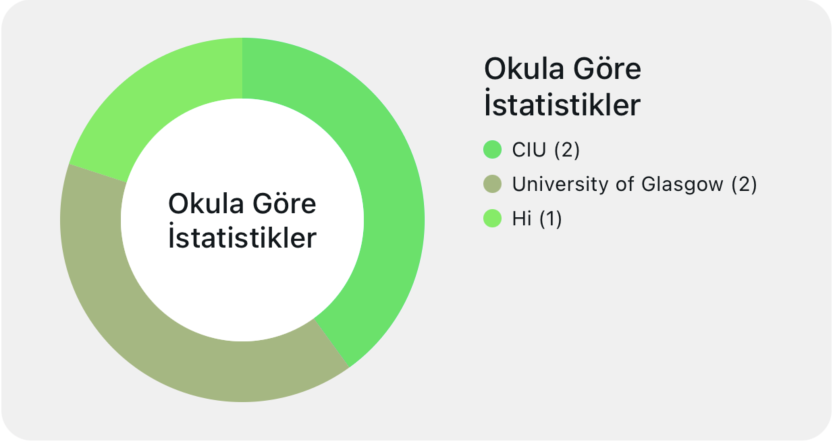 Okula Göre
İstatistikler
Okula Göre
İstatistikler
CIU (2)
University of Glasgow (2)
Hi (1)